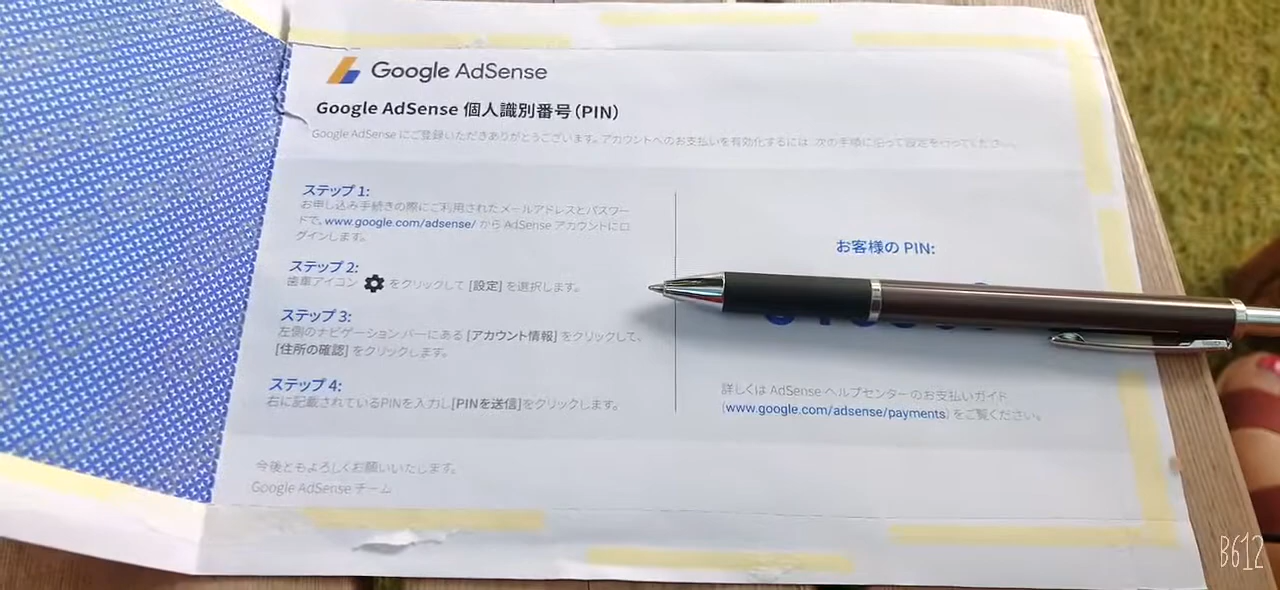 Google AdSense
Google AdSense 個人識別番号(PIN)
Google AdSense にご登録いただきありがとうございます。アカウントへのお支払いを有効化するには、次の手順に沿って設定を行ってください。
ステップ 1:
お申し込み手続きの際にご利用されたメールアドレスとパスワー
ドで、www.google.com/adsense/ から AdSense アカウントにロ
グインします。
ステップ 2:
歯車アイコン をクリックして [設定] を選択します。
ステップ 3:
左側のナビゲーション バーにある [アカウント情報] をクリックして、
[住所の確認] をクリックします。
ステップ 4:
右に記載されているPINを入力し[PINを送信]をクリックします。
お客様の PIN:
詳しくは AdSense ヘルプセンターのお支払いガイド
(www.google.com/adsense/payments) をご覧ください。
今後ともよろしくお願いいたします。
Google AdSense チーム
B612